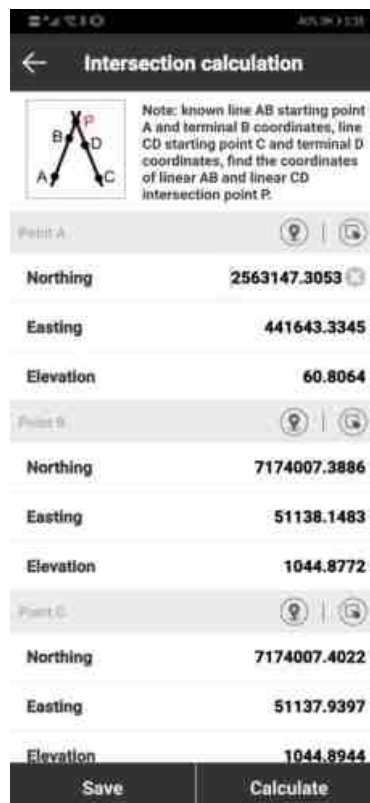 Intersection calculation
P
B
D
A
C
Note: known line AB starting point
A and terminal B coordinates, line
CD starting point C and terminal D
coordinates, find the coordinates
of linear AB and linear CD
intersection point P.
Point A
Northing 2563147.3053
Easting 441643.3345
Elevation 60.8064
Point B
Northing 7174007.3886
Easting 51138.1483
Elevation 1044.8772
Point C
Northing 7174007.4022
Easting 51137.9397
Elevation 1044.8944
Save Calculate